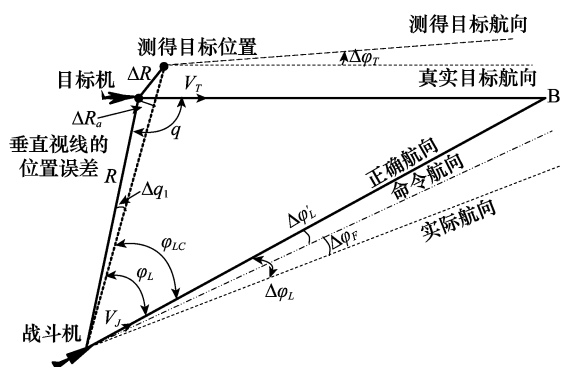 测得目标航向
测得目标位置
ΔR
Δφ_T
目标机
V_T
真实目标航向
B
ΔR_a
q
垂直视线的
位置误差
R
正确航向
命令航向
Δq₁
Δφ'_L
实际航向
φ_LC
Δφ_F
φ_L
Δφ_L
V_J
战斗机